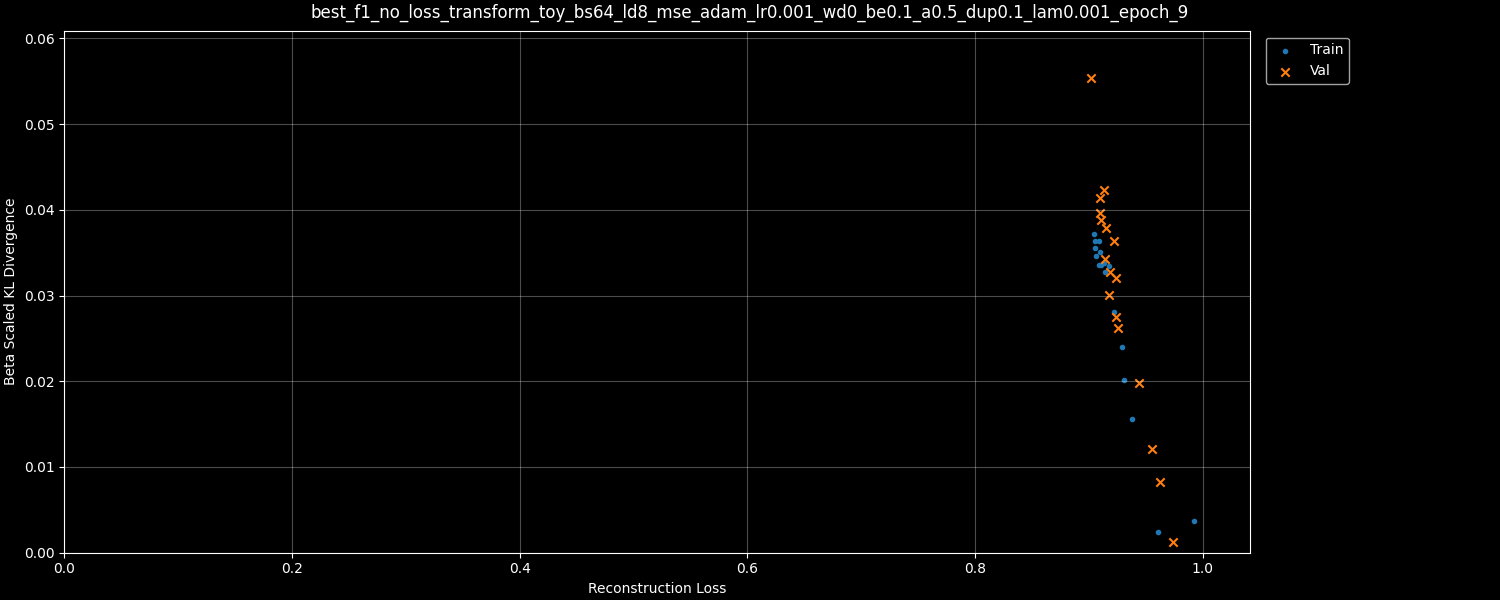 best_f1_no_loss_transform_toy_bs64_ld8_mse_adam_lr0.001_wd0_be0.1_a0.5_dup0.1_lam0.001_epoch_9
Train
Val
Beta Scaled KL Divergence
0.06
0.05
0.04
0.03
0.02
0.01
0.00
0.0 0.2 0.4 0.6 0.8 1.0
Reconstruction Loss